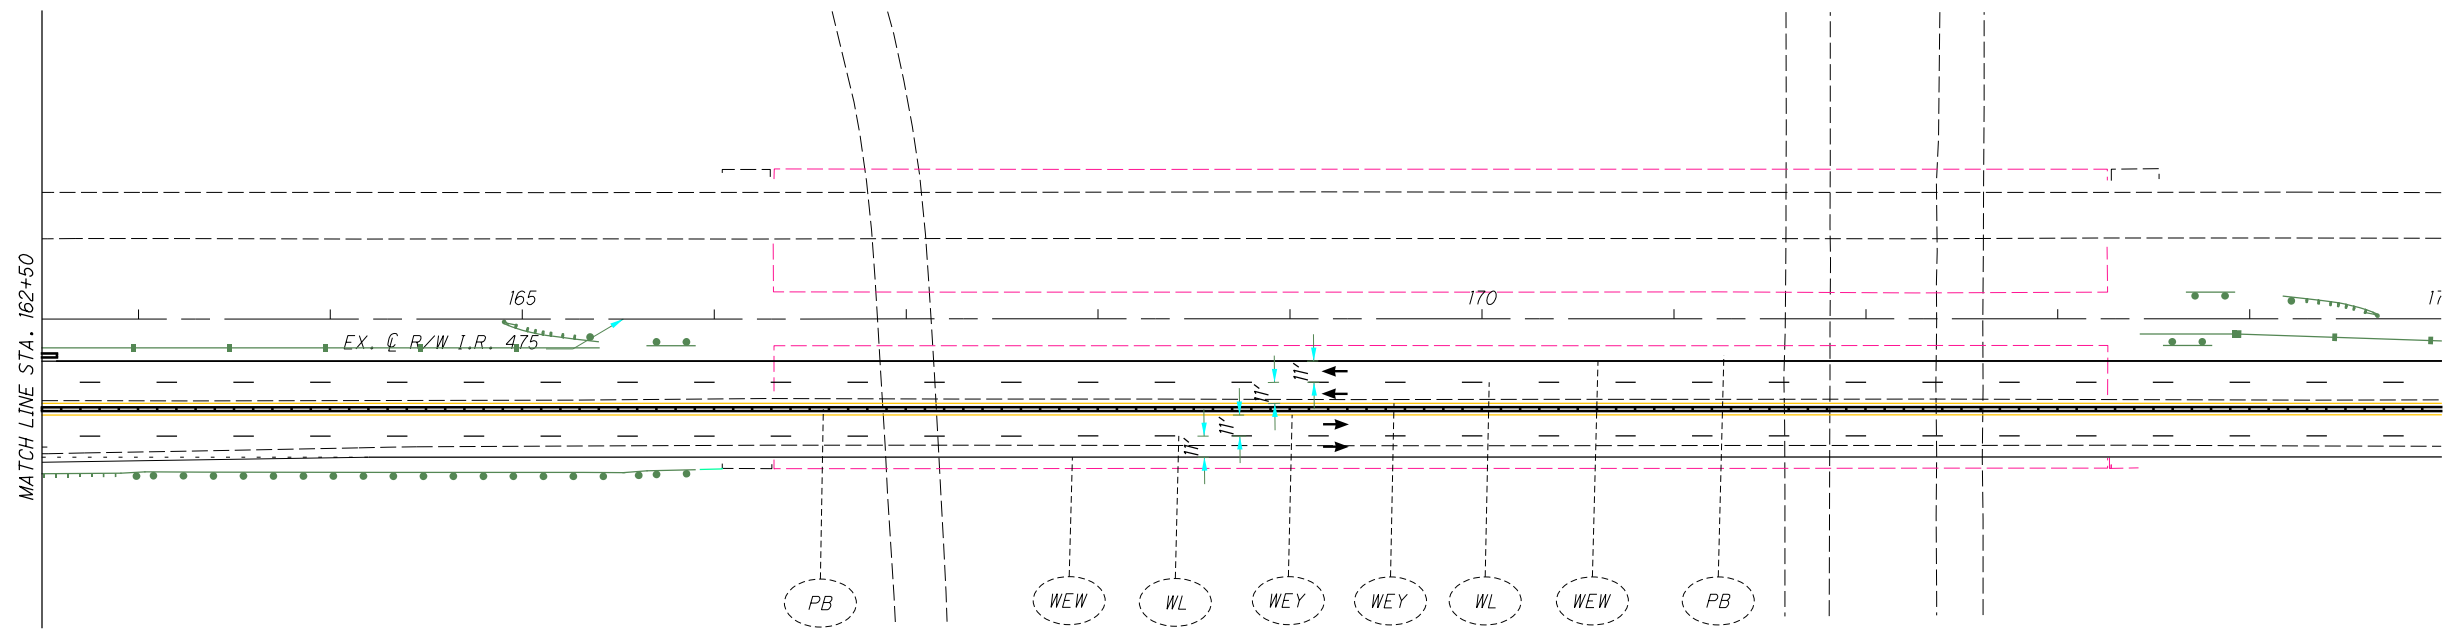 MATCH LINE STA. 162+50
165
170
17
EX. ℄ R/W I.R. 475
11'
11'
11'
11'
PB
WEW
WL
WEY
WEY
WL
WEW
PB